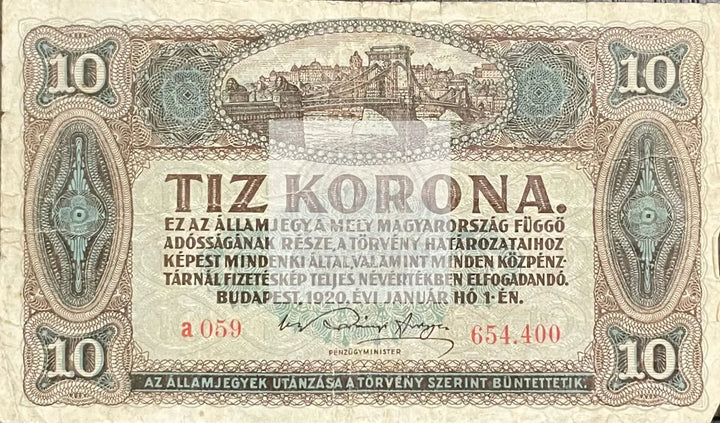 10 10
TIZ KORONA.
EZ AZ ÁLLAMJEGY, A MELY MAGYARORSZÁG FÜGGŐ
ADÓSSÁGÁNAK RÉSZE, A TÖRVÉNY HATÁROZATAIHOZ
KÉPEST MINDENKI ÁLTAL, VALAMINT MINDEN KÖZPÉNZ-
TÁRNÁL FIZETÉSKÉP TELJES NÉVÉRTÉKBEN ELFOGADANDÓ.
BUDAPEST, 1920. ÉVI JANUÁR HÓ 1-ÉN.
a 059 654.400
PÉNZÜGYMINISTER
10 10
AZ ÁLLAMJEGYEK UTÁNZÁSA A TÖRVÉNY SZERINT BÜNTETTETIK.